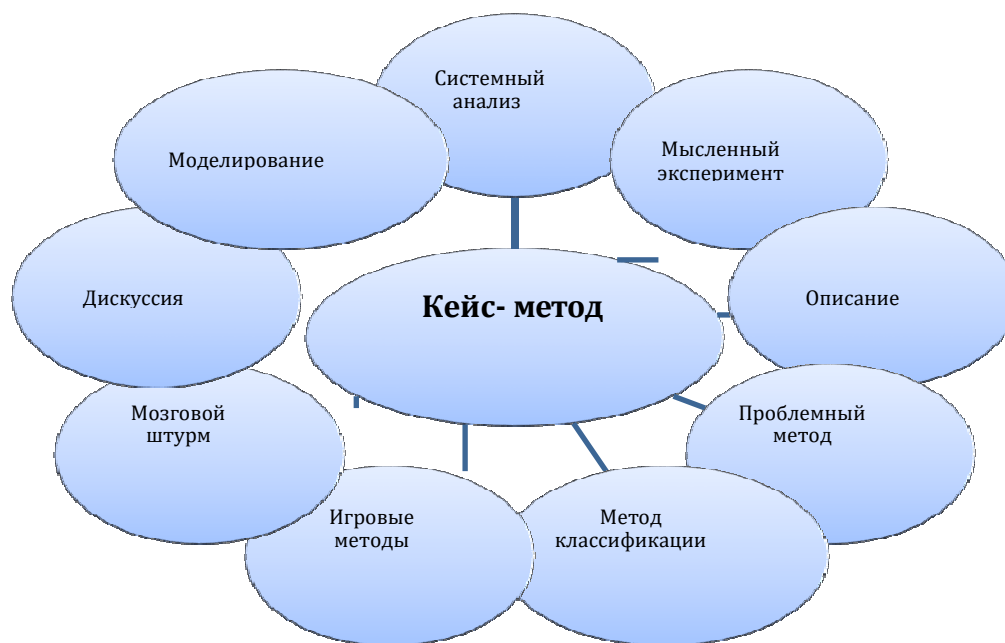 Системный
анализ
Моделирование
Мысленный
эксперимент
Дискуссия
Кейс- метод
Описание
Мозговой
штурм
Проблемный
метод
Игровые
методы
Метод
классификации